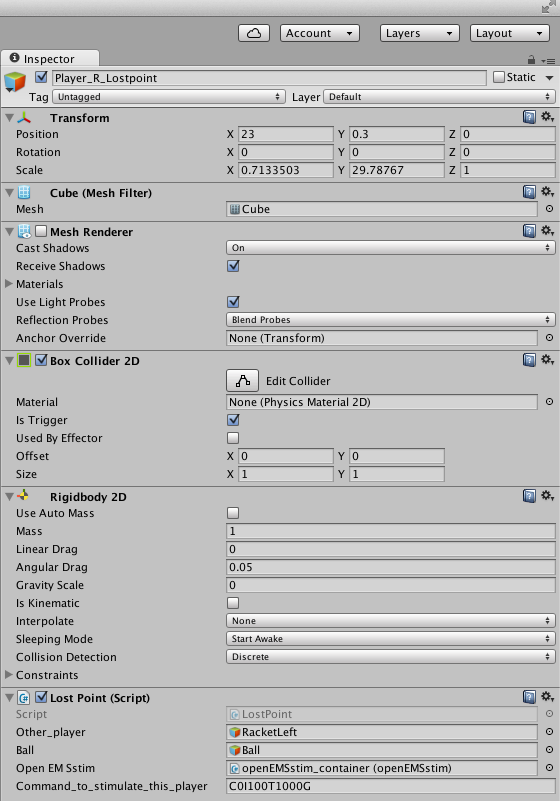 Account
Layers
Layout
Inspector
Player_R_Lostpoint
Static
Tag Untagged Layer Default
Transform
Position X 23 Y 0.3 Z 0
Rotation X 0 Y 0 Z 0
Scale X 0.7133503 Y 29.78767 Z 1
Cube (Mesh Filter)
Mesh Cube
Mesh Renderer
Cast Shadows On
Receive Shadows
Materials
Use Light Probes
Reflection Probes Blend Probes
Anchor Override None (Transform)
Box Collider 2D
Edit Collider
Material None (Physics Material 2D)
Is Trigger
Used By Effector
Offset X 0 Y 0
Size X 1 Y 1
Rigidbody 2D
Use Auto Mass
Mass 1
Linear Drag 0
Angular Drag 0.05
Gravity Scale 0
Is Kinematic
Interpolate None
Sleeping Mode Start Awake
Collision Detection Discrete
Constraints
Lost Point (Script)
Script LostPoint
Other_player RacketLeft
Ball Ball
Open EM Sstim openEMSstim_container (openEMSstim)
Command_to_stimulate_this_player C0I100T1000G